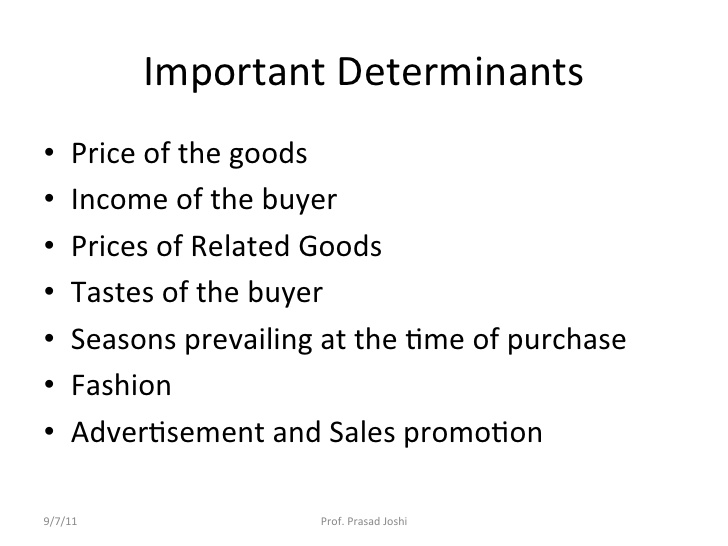 Important Determinants
• Price of the goods
• Income of the buyer
• Prices of Related Goods
• Tastes of the buyer
• Seasons prevailing at the time of purchase
• Fashion
• Advertisement and Sales promotion
9/7/11
Prof. Prasad Joshi